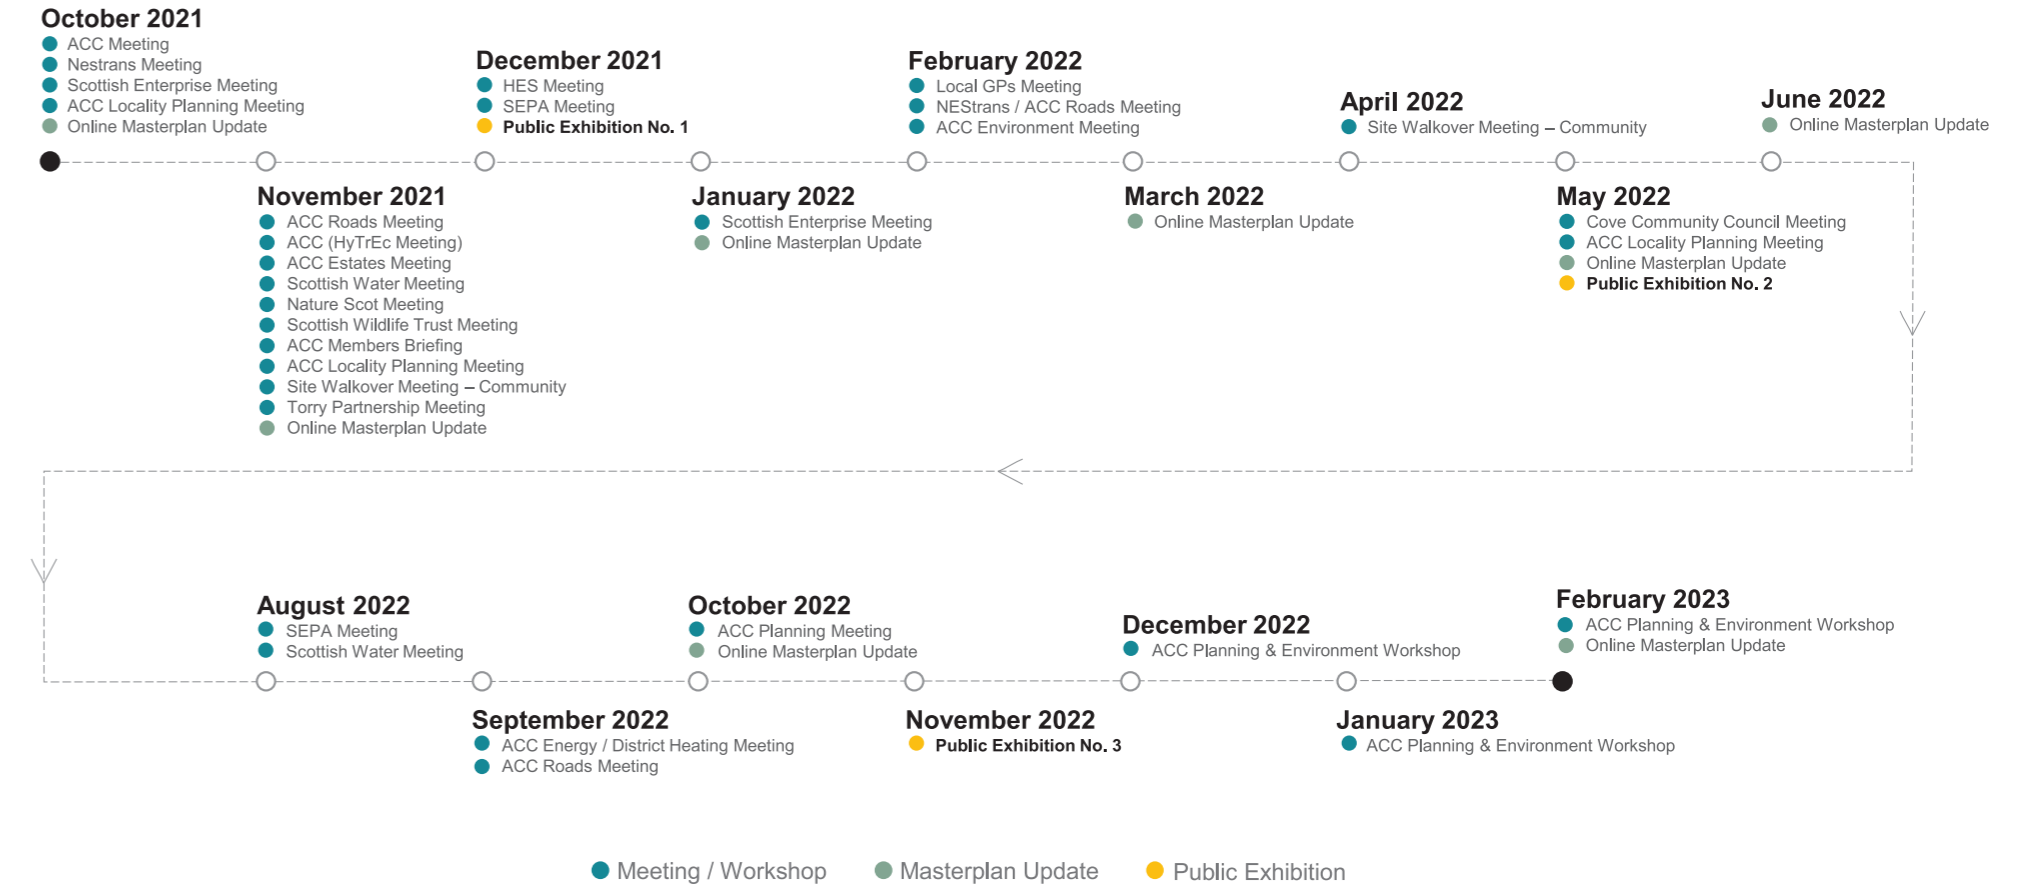 October 2021
ACC Meeting
Nestrans Meeting
Scottish Enterprise Meeting
ACC Locality Planning Meeting
Online Masterplan Update
November 2021
ACC Roads Meeting
ACC (HyTrEc Meeting)
ACC Estates Meeting
Scottish Water Meeting
Nature Scot Meeting
Scottish Wildlife Trust Meeting
ACC Members Briefing
ACC Locality Planning Meeting
Site Walkover Meeting – Community
Torry Partnership Meeting
Online Masterplan Update
December 2021
HES Meeting
SEPA Meeting
Public Exhibition No. 1
January 2022
Scottish Enterprise Meeting
Online Masterplan Update
February 2022
Local GPs Meeting
NEStrans / ACC Roads Meeting
ACC Environment Meeting
March 2022
Online Masterplan Update
April 2022
Site Walkover Meeting – Community
May 2022
Cove Community Council Meeting
ACC Locality Planning Meeting
Online Masterplan Update
Public Exhibition No. 2
June 2022
Online Masterplan Update
August 2022
SEPA Meeting
Scottish Water Meeting
September 2022
ACC Energy / District Heating Meeting
ACC Roads Meeting
October 2022
ACC Planning Meeting
Online Masterplan Update
November 2022
Public Exhibition No. 3
December 2022
ACC Planning & Environment Workshop
January 2023
ACC Planning & Environment Workshop
February 2023
ACC Planning & Environment Workshop
Online Masterplan Update
Meeting / Workshop
Masterplan Update
Public Exhibition